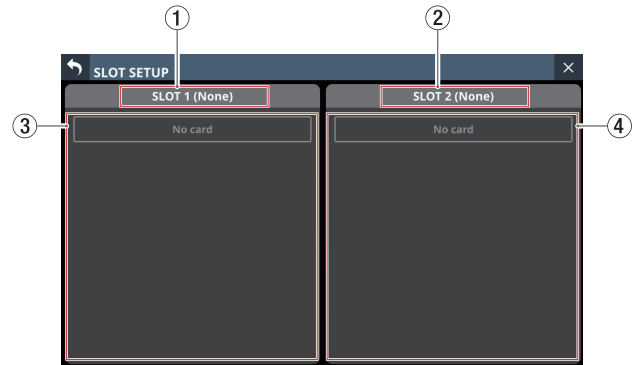 1
2
SLOT SETUP
SLOT 1 (None)
SLOT 2 (None)
3
No card
No card
4